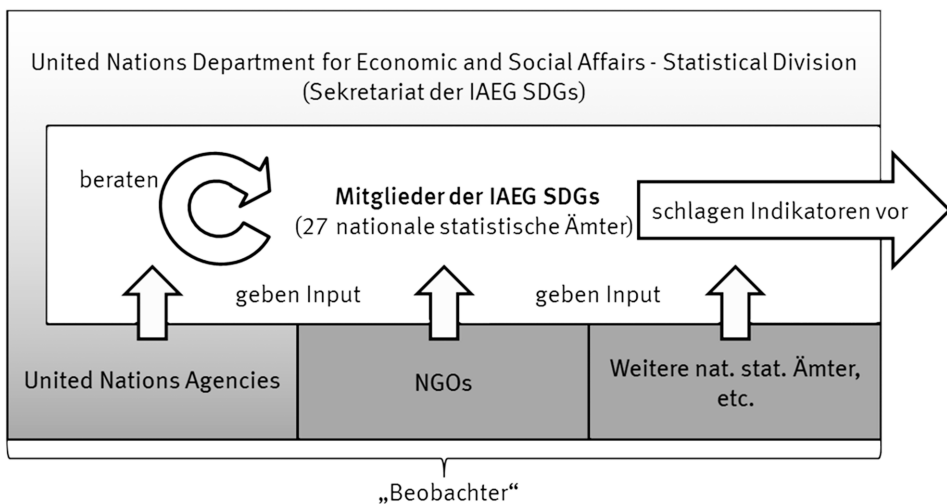 United Nations Department for Economic and Social Affairs - Statistical Division
(Sekretariat der IAEG SDGs)
beraten
Mitglieder der IAEG SDGs
(27 nationale statistische Ämter)
schlagen Indikatoren vor
geben Input
geben Input
United Nations Agencies
NGOs
Weitere nat. stat. Ämter,
etc.
„Beobachter“